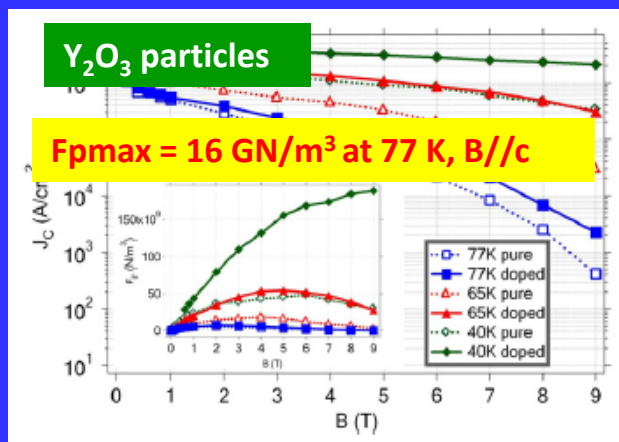 Y₂O₃ particles
Fpmax = 16 GN/m³ at 77 K, B//c
10⁴
10³
10²
10¹
0 1 2 3 4 5 6 7 8 9
B (T)
150x10⁹
100
50
0
0 1 2 3 4 5 6 7 8 9
B (T)
77K pure
77K doped
65K pure
65K doped
40K pure
40K doped